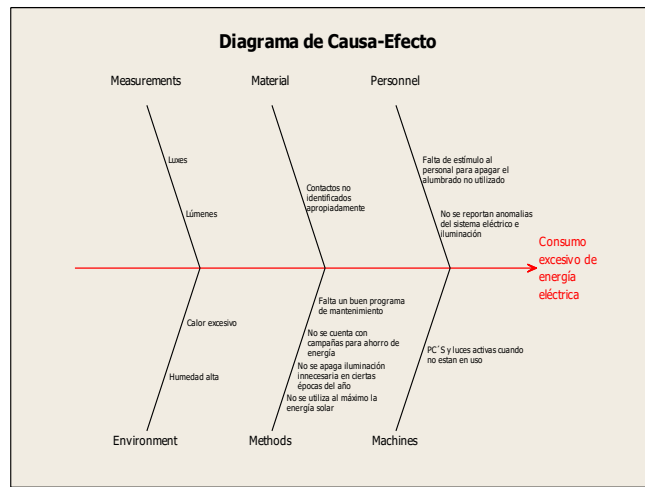 Diagrama de Causa-Efecto
Measurements
Material
Personnel
Luxes
Lúmenes
Contactos no
identificados
apropiadamente
Falta de estímulo al
personal para apagar el
alumbrado no utilizado
No se reportan anomalias
del sistema eléctrico e
iluminación
Consumo
excesivo de
energía
eléctrica
Calor excesivo
Humedad alta
Falta un buen programa
de mantenimiento
No se cuenta con
campañas para ahorro de
energía
No se apaga iluminación
innecesaria en ciertas
épocas del año
No se utiliza al máximo la
energía solar
PC´S y luces activas cuando
no estan en uso
Environment
Methods
Machines